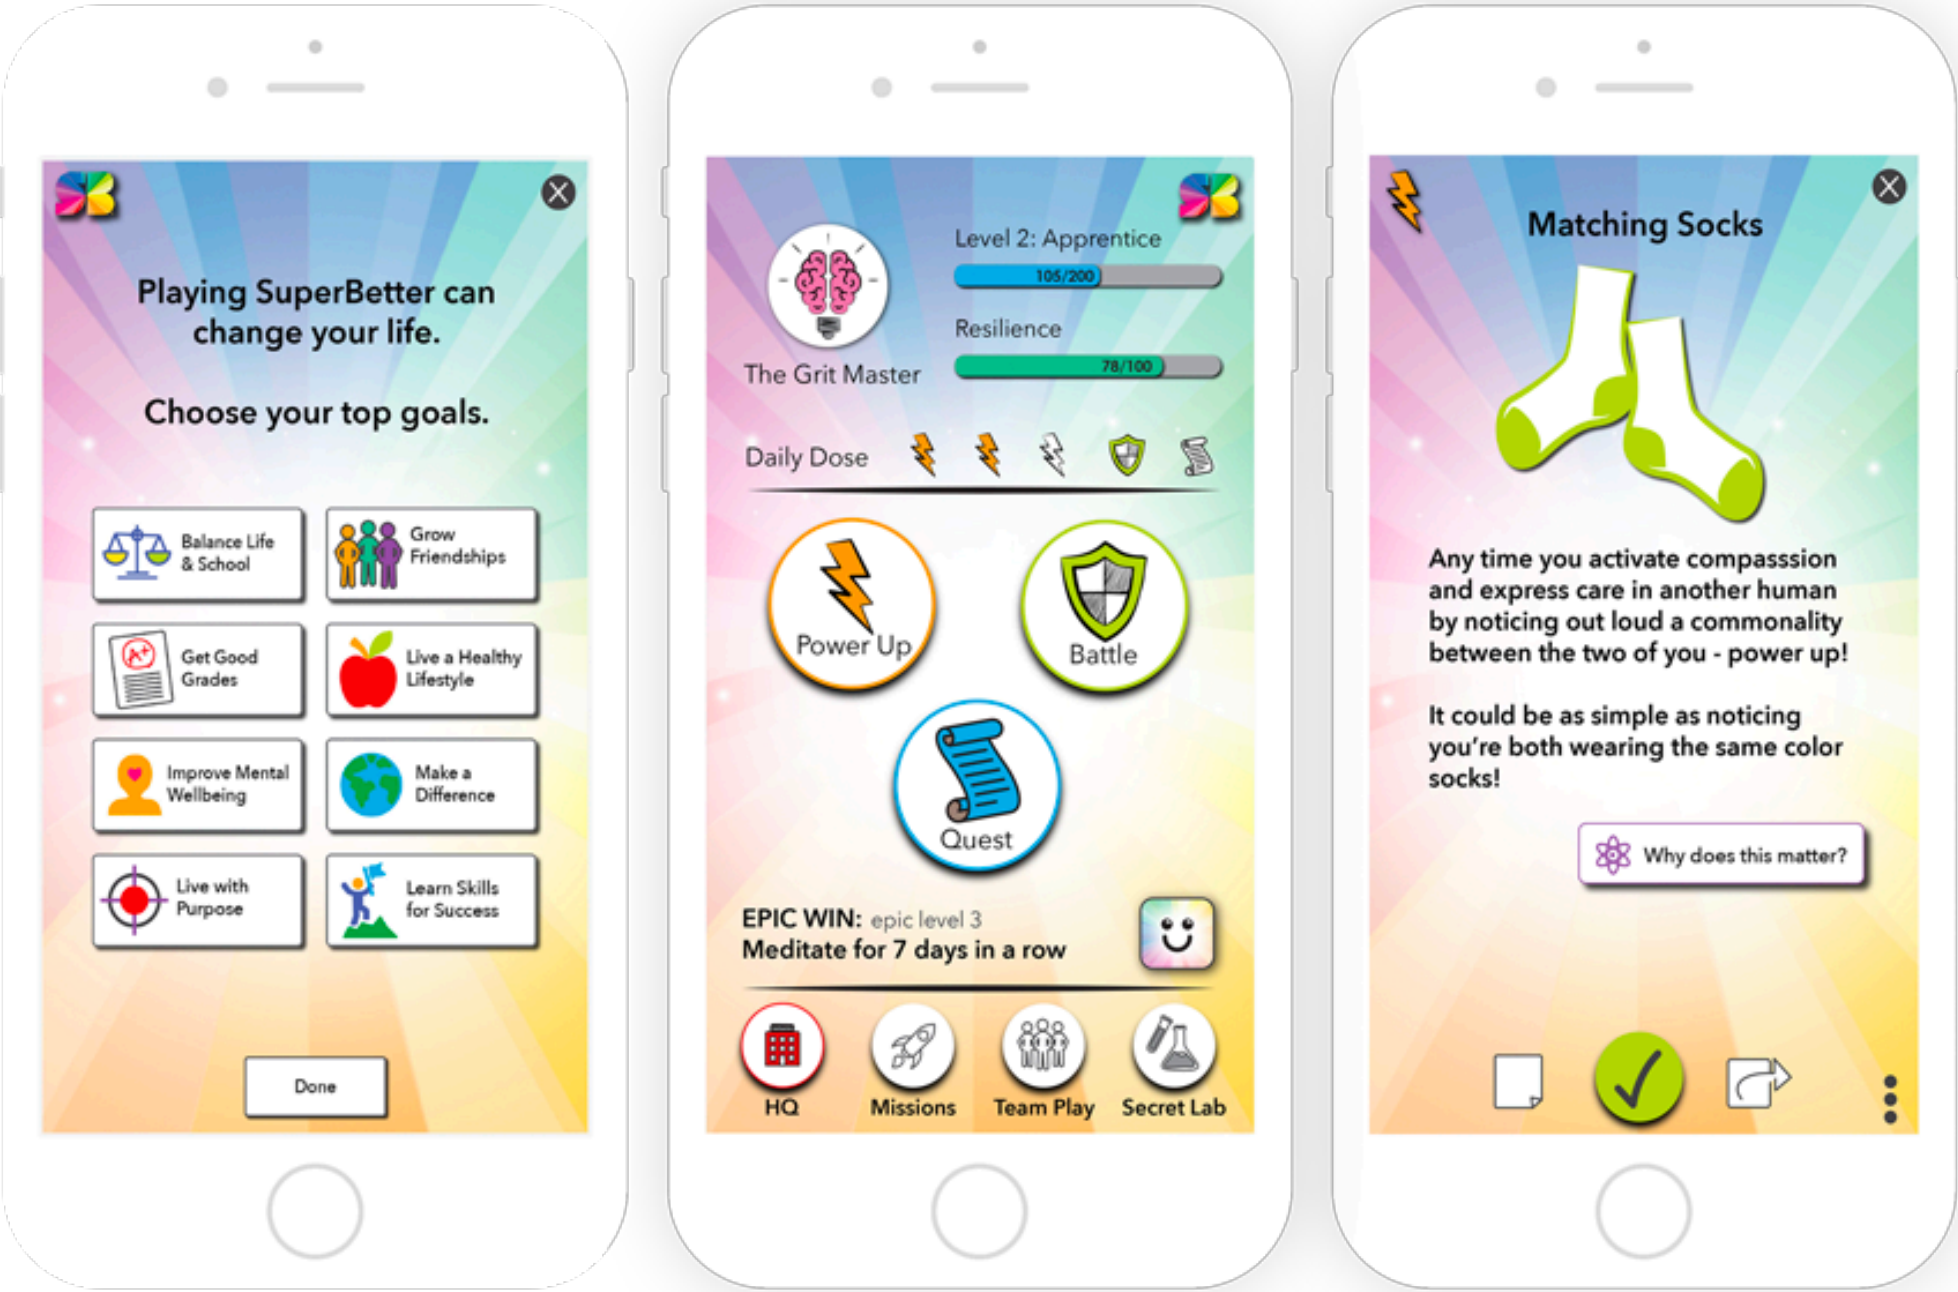 SB
Playing SuperBetter can
change your life.
Choose your top goals.
Balance Life
& School
Grow
Friendships
A+
Get Good
Grades
Live a Healthy
Lifestyle
Improve Mental
Wellbeing
Make a
Difference
Live with
Purpose
Learn Skills
for Success
Done
SB
Level 2: Apprentice
105/200
Resilience
78/100
The Grit Master
Daily Dose
Power Up
Battle
Quest
EPIC WIN: epic level 3
Meditate for 7 days in a row
HQ
Missions
Team Play
Secret Lab
Matching Socks
Any time you activate compasssion
and express care in another human
by noticing out loud a commonality
between the two of you - power up!
It could be as simple as noticing
you're both wearing the same color
socks!
Why does this matter?